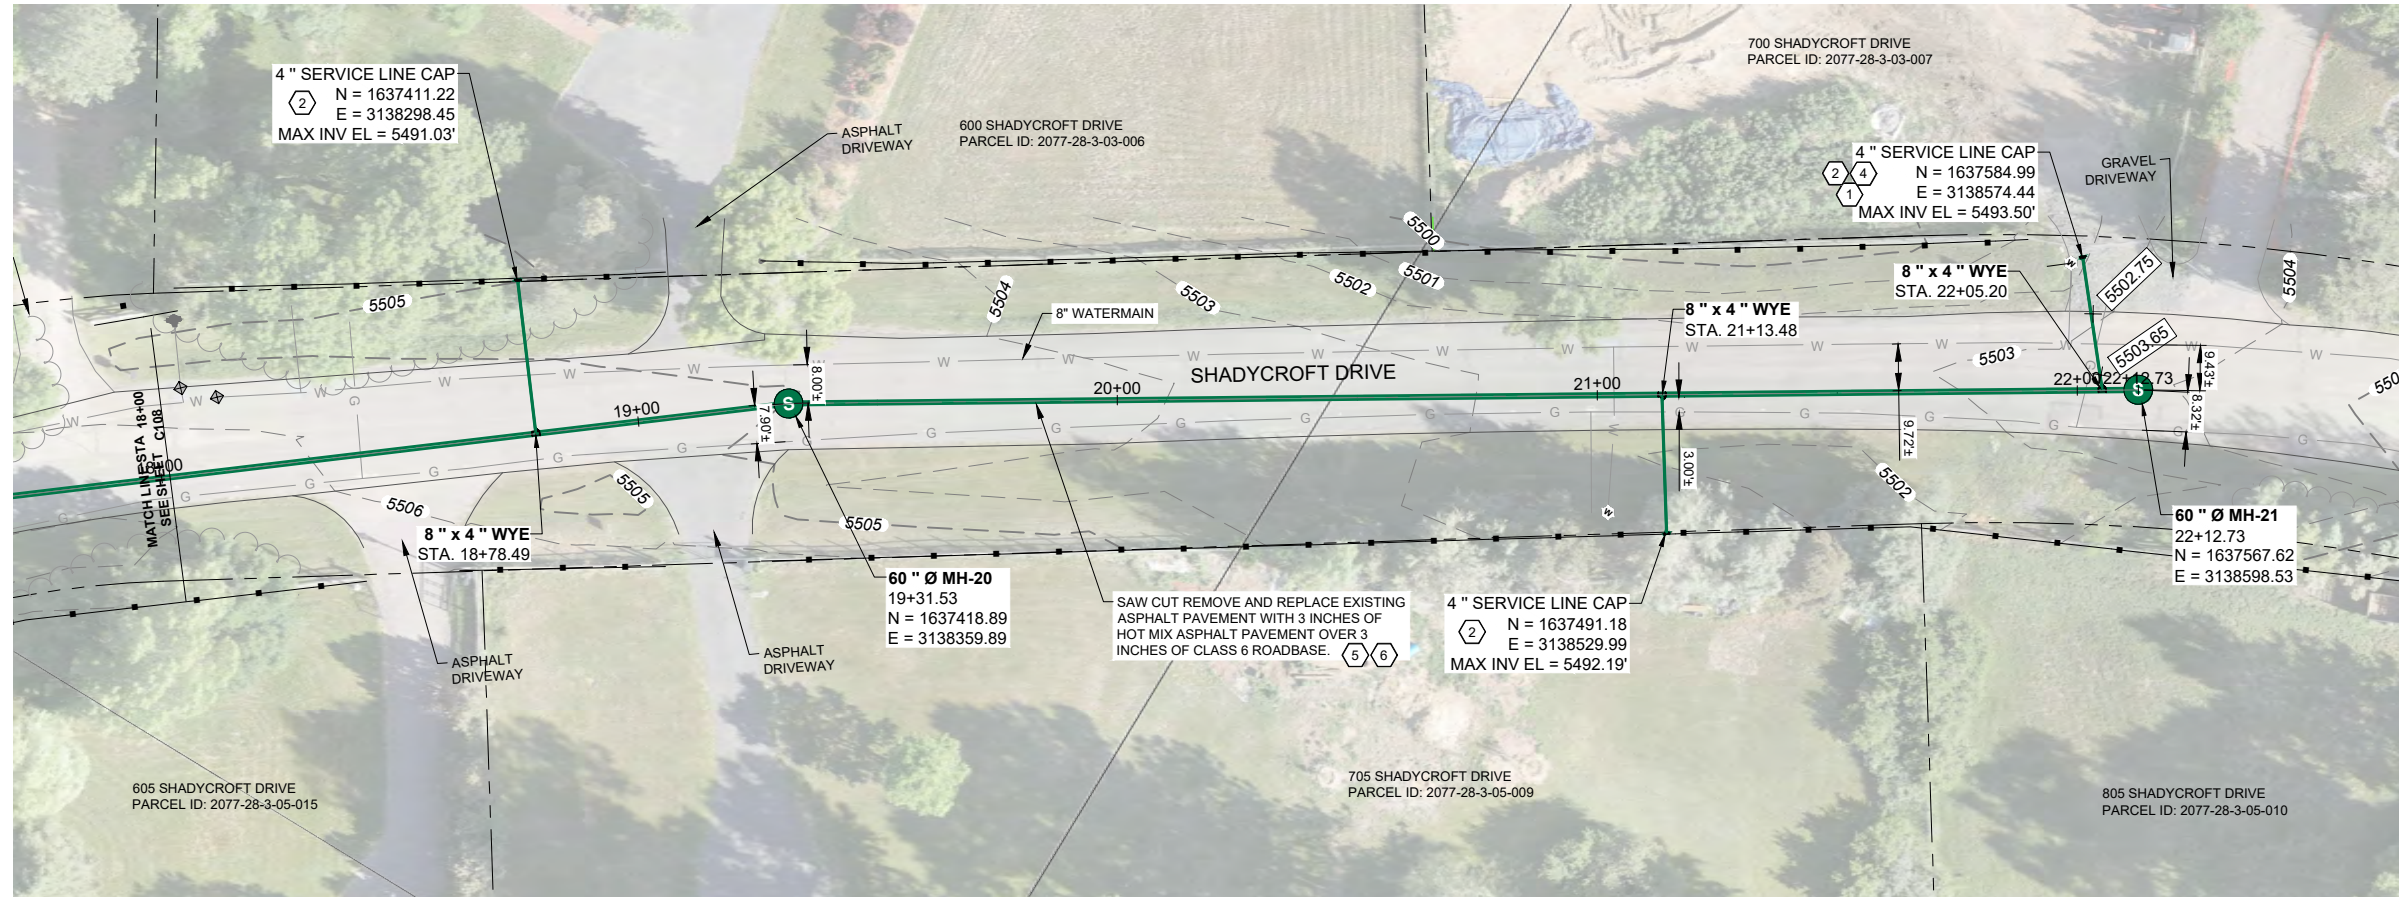 700 SHADYCROFT DRIVE
PARCEL ID: 2077-28-3-03-007
4 " SERVICE LINE CAP
2
N = 1637411.22
E = 3138298.45
MAX INV EL = 5491.03'
ASPHALT
DRIVEWAY
600 SHADYCROFT DRIVE
PARCEL ID: 2077-28-3-03-006
4 " SERVICE LINE CAP
2 4
1
N = 1637584.99
E = 3138574.44
MAX INV EL = 5493.50'
GRAVEL
DRIVEWAY
5500
5501
5502
5503
5504
5505
8" WATERMAIN
8 " x 4 " WYE
STA. 22+05.20
5502.75
5504
8 " x 4 " WYE
STA. 21+13.48
5503.65
5503
W W W W W W W W W W W W W W
SHADYCROFT DRIVE
18+00
19+00
20+00
21+00
22+00
22+12.73
S
S
8.00'±
7.90'±
3.00'±
9.72'±
9.43'±
8.32'±
550
G G G G G G G G G G G G
MATCH LINE STA 18+00
SEE SHEET C108
5506
5505
5505
5502
8 " x 4 " WYE
STA. 18+78.49
W
W
60 " Ø MH-20
19+31.53
N = 1637418.89
E = 3138359.89
SAW CUT REMOVE AND REPLACE EXISTING
ASPHALT PAVEMENT WITH 3 INCHES OF
HOT MIX ASPHALT PAVEMENT OVER 3
INCHES OF CLASS 6 ROADBASE.
5 6
4 " SERVICE LINE CAP
2
N = 1637491.18
E = 3138529.99
MAX INV EL = 5492.19'
60 " Ø MH-21
22+12.73
N = 1637567.62
E = 3138598.53
ASPHALT
DRIVEWAY
ASPHALT
DRIVEWAY
605 SHADYCROFT DRIVE
PARCEL ID: 2077-28-3-05-015
705 SHADYCROFT DRIVE
PARCEL ID: 2077-28-3-05-009
805 SHADYCROFT DRIVE
PARCEL ID: 2077-28-3-05-010